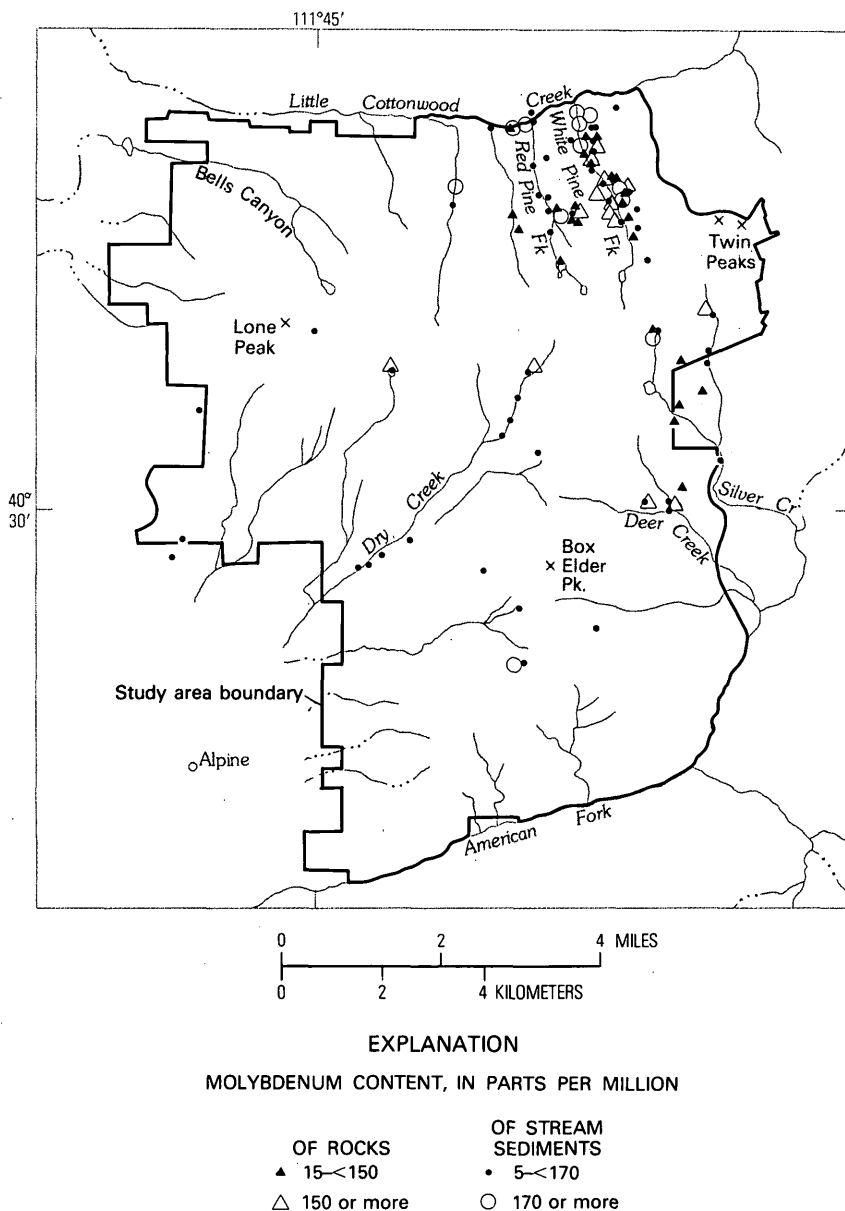 111°45'
Little Cottonwood Creek
Bells Canyon
Red Pine Fk
White Pine Fk
Twin
Peaks
Lone
Peak
40°
30'
Dry Creek
Silver Cr
Deer Creek
Box
Elder
Pk.
Study area boundary
Alpine
American Fork
0 2 4 MILES
0 2 4 KILOMETERS
EXPLANATION
MOLYBDENUM CONTENT, IN PARTS PER MILLION
OF ROCKS
15–<150
150 or more
OF STREAM
SEDIMENTS
5–<170
170 or more